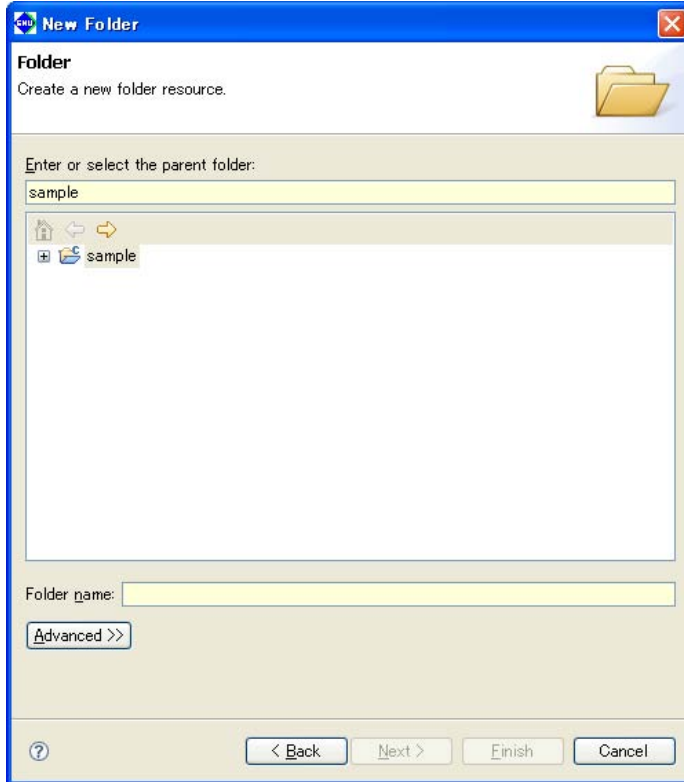 GNU New Folder
Folder
Create a new folder resource.
Enter or select the parent folder:
sample
C sample
Folder name:
Advanced >>
?
< Back Next > Finish Cancel